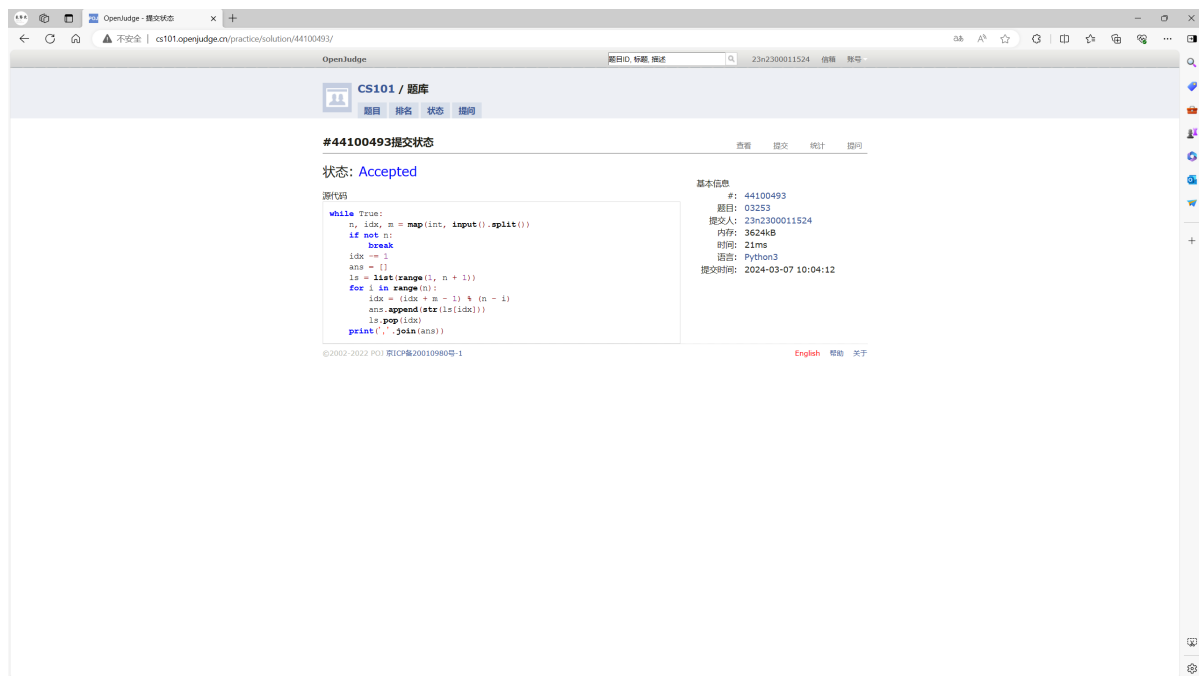 OpenJudge - 提交状态
不安全 | cs101.openjudge.cn/practice/solution/44100493/
OpenJudge
题目ID, 标题, 描述
23n2300011524 信箱 账号
CS101 / 题库
题目 排名 状态 提问
#44100493提交状态
查看 提交 统计 提问
状态: Accepted
源代码
while True:
    n, idx, m = map(int, input().split())
    if not n:
        break
    idx -= 1
    ans = []
    ls = list(range(1, n + 1))
    for i in range(n):
        idx = (idx + m - 1) % (n - i)
        ans.append(str(ls[idx]))
        ls.pop(idx)
    print(','.join(ans))
基本信息
#: 44100493
题目: 03253
提交人: 23n2300011524
内存: 3624kB
时间: 21ms
语言: Python3
提交时间: 2024-03-07 10:04:12
©2002-2022 POJ 京ICP备20010980号-1
English 帮助 关于